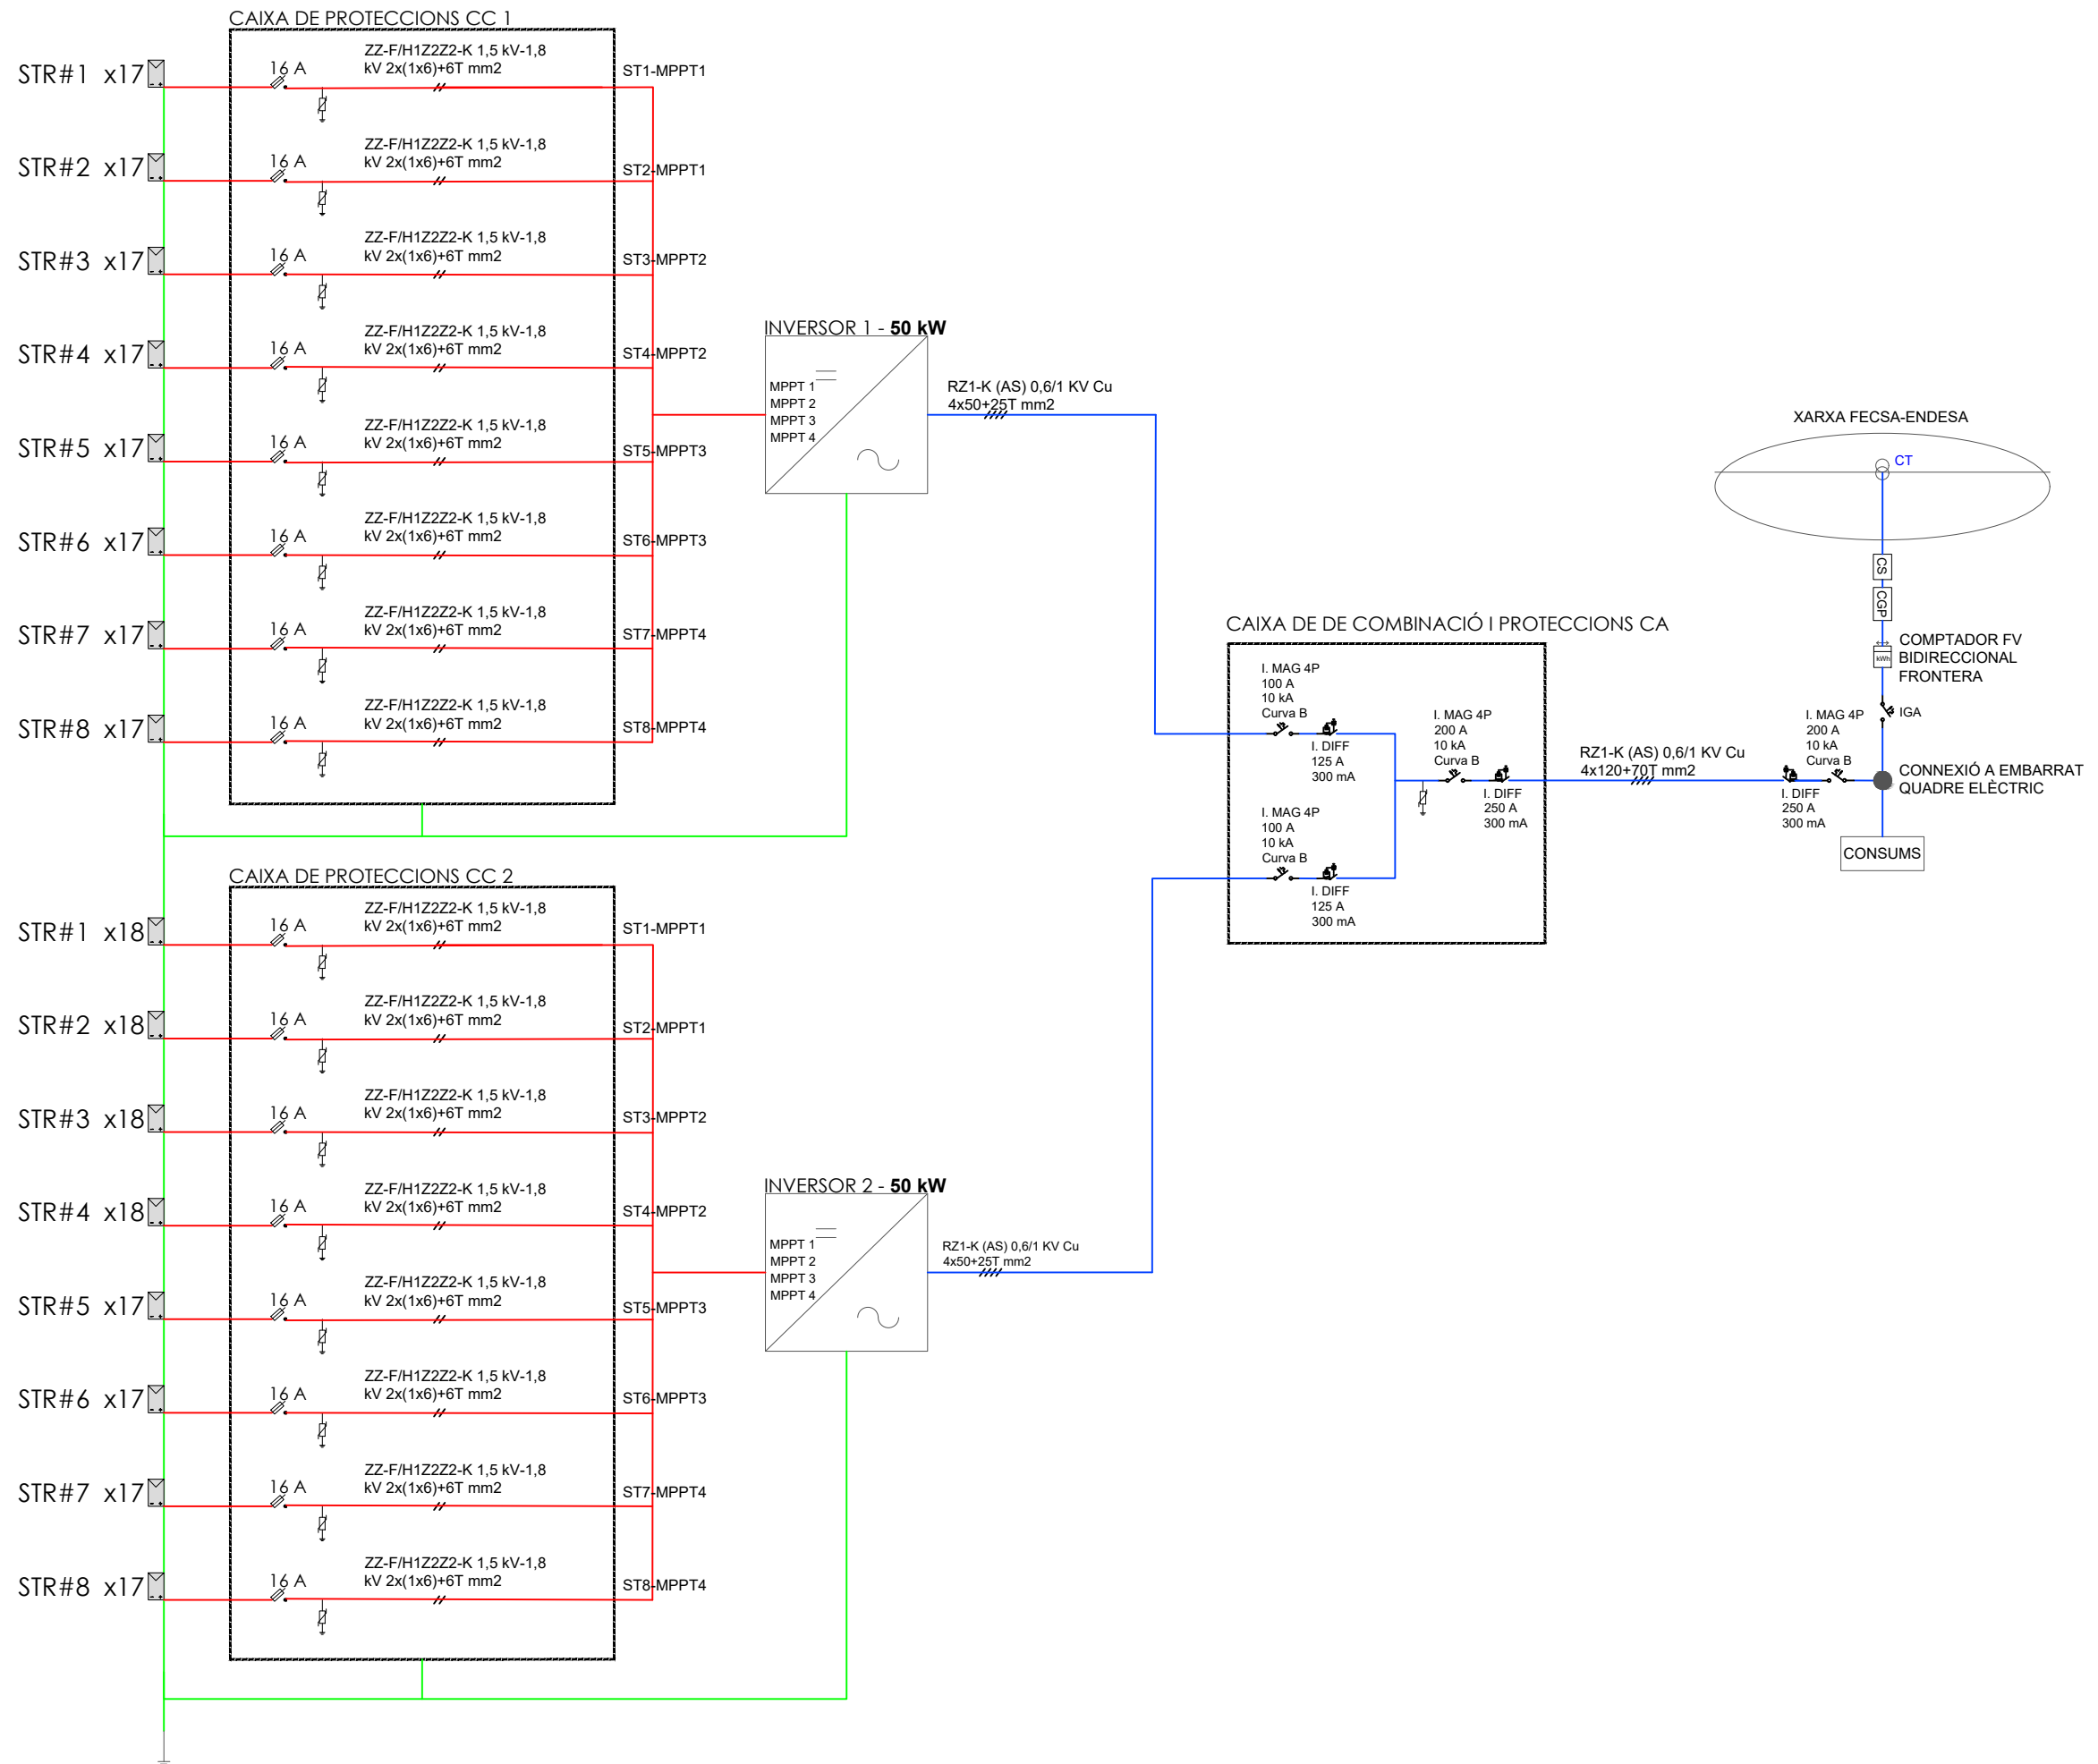 CAIXA DE PROTECCIONS CC 1
STR#1 x17
16 A
ZZ-F/H1Z2Z2-K 1,5 kV-1,8
kV 2x(1x6)+6T mm2
ST1-MPPT1
STR#2 x17
16 A
ZZ-F/H1Z2Z2-K 1,5 kV-1,8
kV 2x(1x6)+6T mm2
ST2-MPPT1
STR#3 x17
16 A
ZZ-F/H1Z2Z2-K 1,5 kV-1,8
kV 2x(1x6)+6T mm2
ST3-MPPT2
STR#4 x17
16 A
ZZ-F/H1Z2Z2-K 1,5 kV-1,8
kV 2x(1x6)+6T mm2
ST4-MPPT2
STR#5 x17
16 A
ZZ-F/H1Z2Z2-K 1,5 kV-1,8
kV 2x(1x6)+6T mm2
ST5-MPPT3
STR#6 x17
16 A
ZZ-F/H1Z2Z2-K 1,5 kV-1,8
kV 2x(1x6)+6T mm2
ST6-MPPT3
STR#7 x17
16 A
ZZ-F/H1Z2Z2-K 1,5 kV-1,8
kV 2x(1x6)+6T mm2
ST7-MPPT4
STR#8 x17
16 A
ZZ-F/H1Z2Z2-K 1,5 kV-1,8
kV 2x(1x6)+6T mm2
ST8-MPPT4
INVERSOR 1 - 50 kW
MPPT 1
MPPT 2
MPPT 3
MPPT 4
RZ1-K (AS) 0,6/1 KV Cu
4x50+25T mm2
CAIXA DE PROTECCIONS CC 2
STR#1 x18
16 A
ZZ-F/H1Z2Z2-K 1,5 kV-1,8
kV 2x(1x6)+6T mm2
ST1-MPPT1
STR#2 x18
16 A
ZZ-F/H1Z2Z2-K 1,5 kV-1,8
kV 2x(1x6)+6T mm2
ST2-MPPT1
STR#3 x18
16 A
ZZ-F/H1Z2Z2-K 1,5 kV-1,8
kV 2x(1x6)+6T mm2
ST3-MPPT2
STR#4 x18
16 A
ZZ-F/H1Z2Z2-K 1,5 kV-1,8
kV 2x(1x6)+6T mm2
ST4-MPPT2
STR#5 x17
16 A
ZZ-F/H1Z2Z2-K 1,5 kV-1,8
kV 2x(1x6)+6T mm2
ST5-MPPT3
STR#6 x17
16 A
ZZ-F/H1Z2Z2-K 1,5 kV-1,8
kV 2x(1x6)+6T mm2
ST6-MPPT3
STR#7 x17
16 A
ZZ-F/H1Z2Z2-K 1,5 kV-1,8
kV 2x(1x6)+6T mm2
ST7-MPPT4
STR#8 x17
16 A
ZZ-F/H1Z2Z2-K 1,5 kV-1,8
kV 2x(1x6)+6T mm2
ST8-MPPT4
INVERSOR 2 - 50 kW
MPPT 1
MPPT 2
MPPT 3
MPPT 4
RZ1-K (AS) 0,6/1 KV Cu
4x50+25T mm2
CAIXA DE DE COMBINACIÓ I PROTECCIONS CA
I. MAG 4P
100 A
10 kA
Curva B
I. DIFF
125 A
300 mA
I. MAG 4P
100 A
10 kA
Curva B
I. DIFF
125 A
300 mA
I. MAG 4P
200 A
10 kA
Curva B
I. DIFF
250 A
300 mA
RZ1-K (AS) 0,6/1 KV Cu
4x120+70T mm2
I. DIFF
250 A
300 mA
I. MAG 4P
200 A
10 kA
Curva B
XARXA FECSA-ENDESA
CT
CS
CGP
kWh
COMPTADOR FV
BIDIRECCIONAL
FRONTERA
IGA
CONNEXIÓ A EMBARRAT
QUADRE ELÈCTRIC
CONSUMS